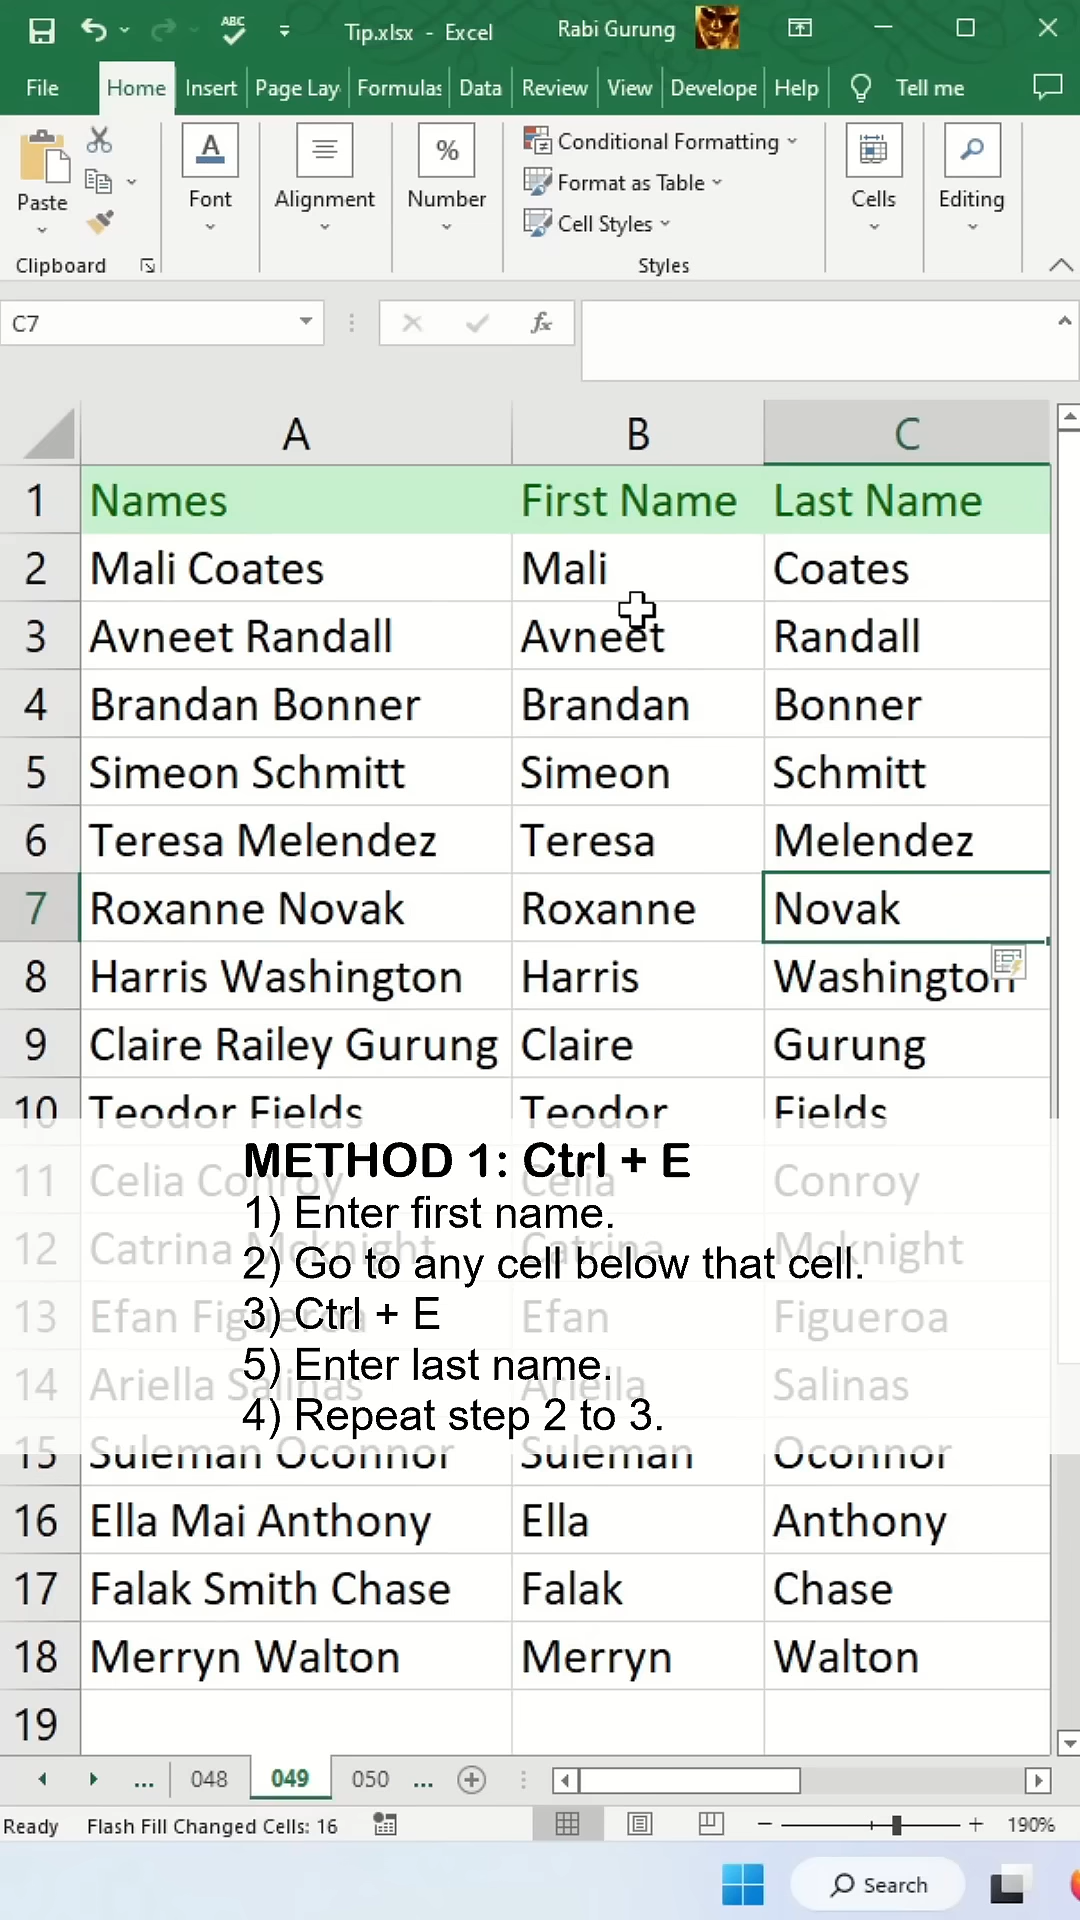 ABC
Tip.xlsx - Excel
Rabi Gurung
File Home Insert Page Lay Formulas Data Review View Develope Help Tell me
Paste
Clipboard
A
Font
Alignment
%
Number
Conditional Formatting
Format as Table
Cell Styles
Styles
Cells
Editing
C7
fx
A B C
1 Names First Name Last Name
2 Mali Coates Mali Coates
3 Avneet Randall Avneet Randall
4 Brandan Bonner Brandan Bonner
5 Simeon Schmitt Simeon Schmitt
6 Teresa Melendez Teresa Melendez
7 Roxanne Novak Roxanne Novak
8 Harris Washington Harris Washington
9 Claire Railey Gurung Claire Gurung
10 Teodor Fields Teodor Fields
METHOD 1: Ctrl + E
11 Celia Conroy Celia Conroy
1) Enter first name.
12 Catrina Mcknight Catrina Mcknight
2) Go to any cell below that cell.
13 Efan Figueroa Efan Figueroa
3) Ctrl + E
5) Enter last name.
14 Ariella Salinas Ariella Salinas
4) Repeat step 2 to 3.
15 Suleman Oconnor Suleman Oconnor
16 Ella Mai Anthony Ella Anthony
17 Falak Smith Chase Falak Chase
18 Merryn Walton Merryn Walton
19
... 048 049 050 ...
Ready Flash Fill Changed Cells: 16 190%
Search